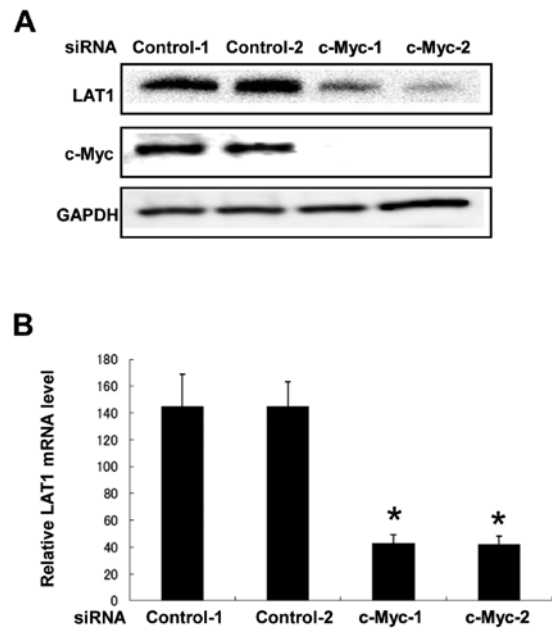 A
siRNA Control-1 Control-2 c-Myc-1 c-Myc-2
LAT1
c-Myc
GAPDH
B
Relative LAT1 mRNA level
180
160
140
120
100
80
60
40
20
0
* *
siRNA Control-1 Control-2 c-Myc-1 c-Myc-2